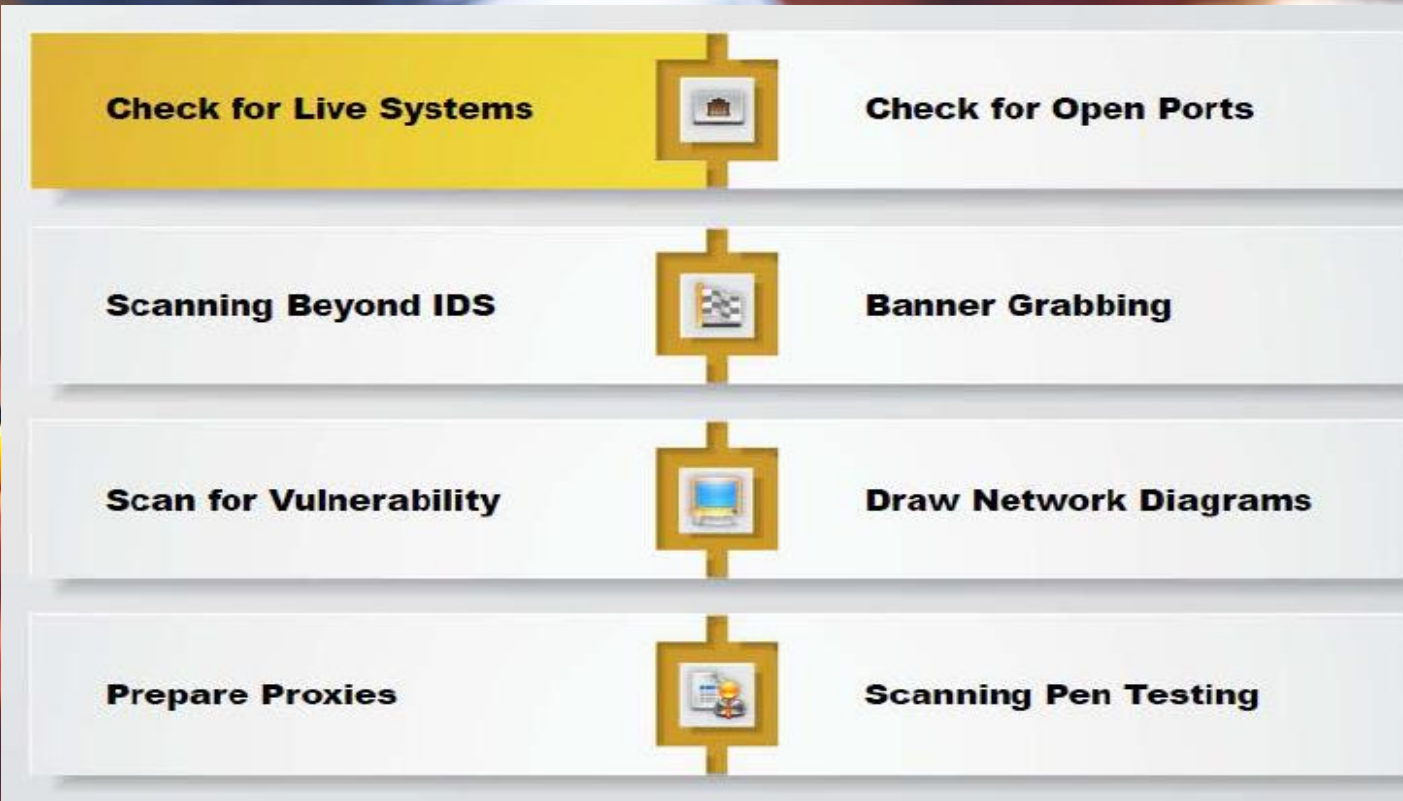 Check for Live Systems
Check for Open Ports
Scanning Beyond IDS
Banner Grabbing
Scan for Vulnerability
Draw Network Diagrams
Prepare Proxies
Scanning Pen Testing